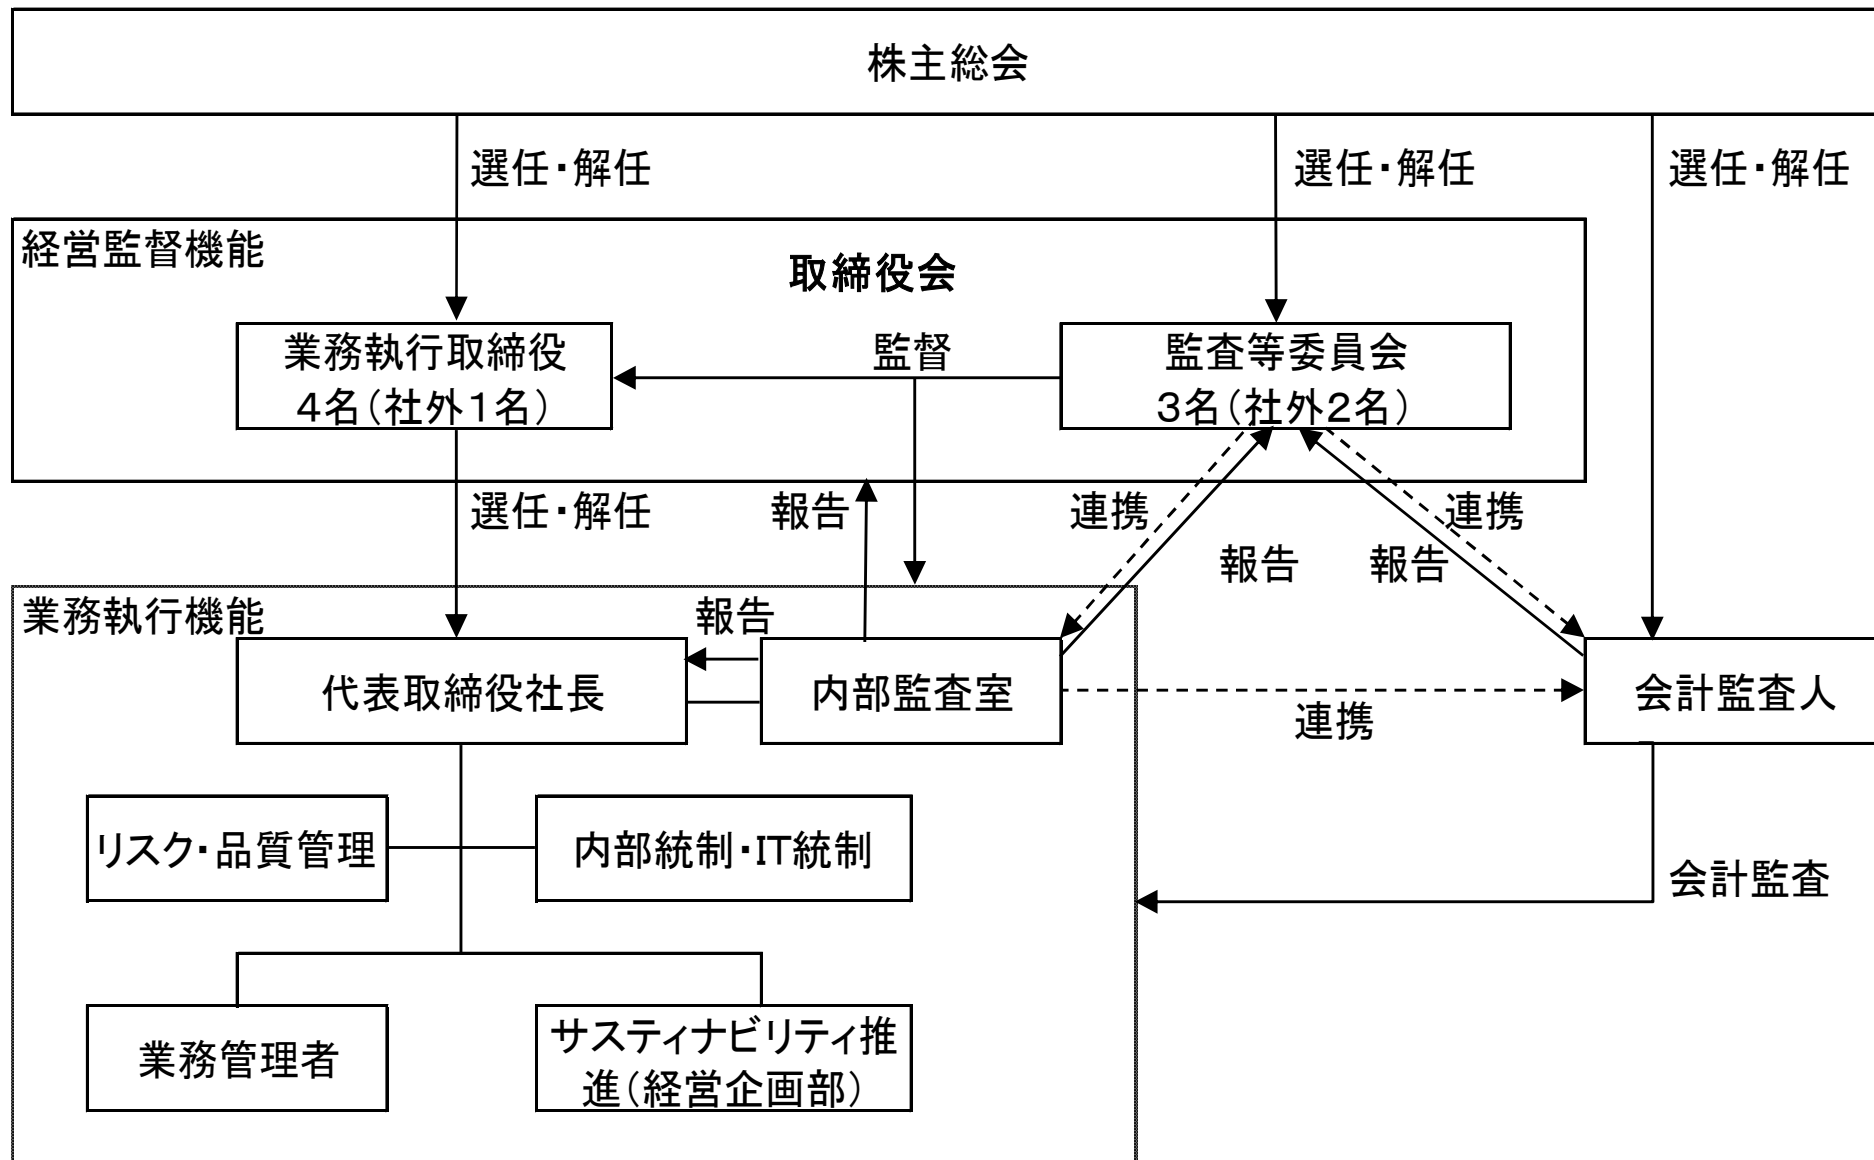 株主総会
選任・解任
選任・解任
選任・解任
経営監督機能
取締役会
業務執行取締役
4名(社外1名)
監督
監査等委員会
3名(社外2名)
選任・解任
報告
連携
連携
報告
報告
業務執行機能
報告
代表取締役社長
内部監査室
会計監査人
連携
リスク・品質管理
内部統制・IT統制
会計監査
業務管理者
サスティナビリティ推
進(経営企画部)